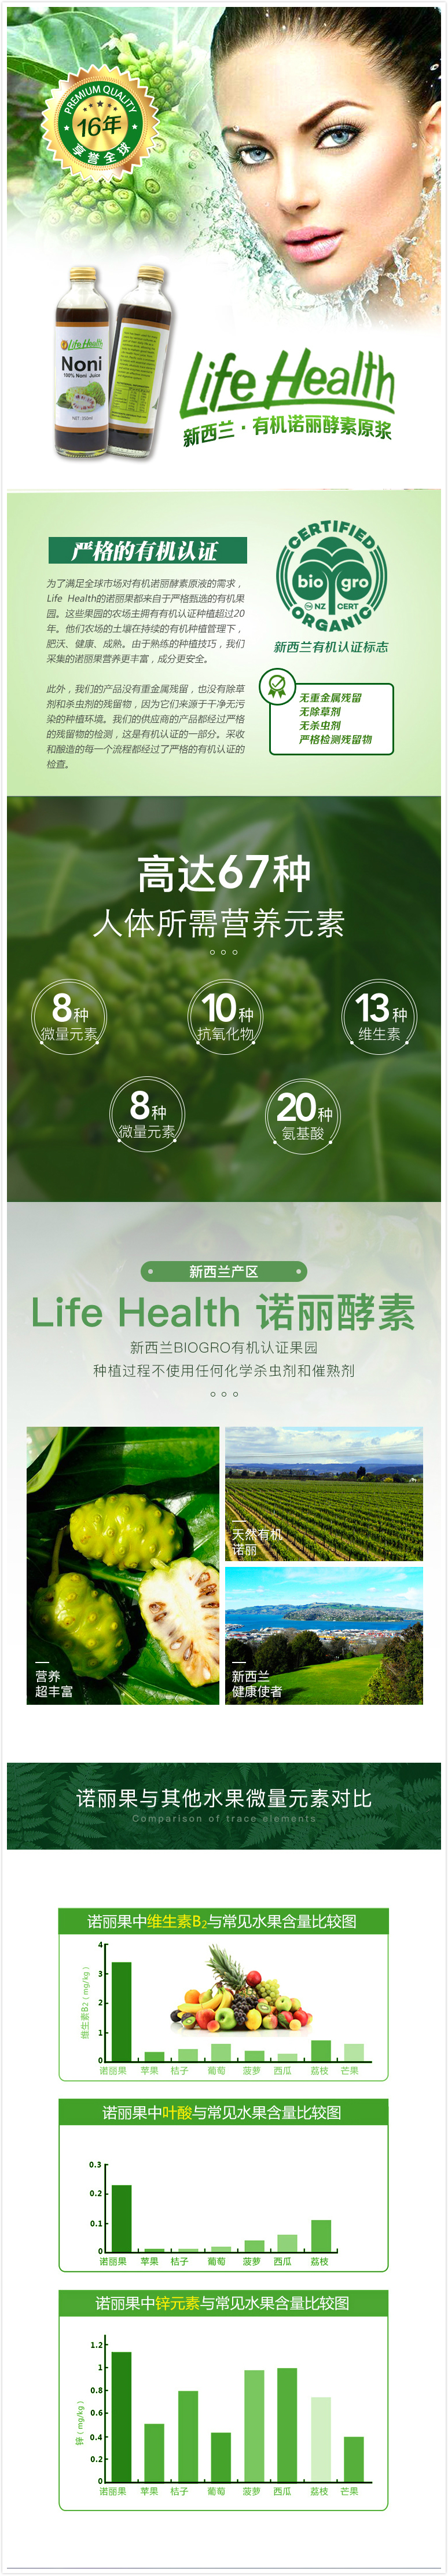 PREMIUM QUALITY
16年
享誉全球
Life Health
Noni
100% Noni Juice
Life Health
新西兰·有机诺丽酵素原浆
严格的有机认证
为了满足全球市场对有机诺丽酵素原液的需求，
Life Health的诺丽果都来自于严格甄选的有机果
园。这些果园的农场主拥有有机认证种植超过20
年。他们农场的土壤在持续的有机种植管理下，
肥沃、健康、成熟。由于熟练的种植技巧，我们
采集的诺丽果营养更丰富，成分更安全。
此外，我们的产品没有重金属残留，也没有除草
剂和杀虫剂的残留物，因为它们来源于干净无污
染的种植环境。我们的供应商的产品都经过严格
的残留物的检测，这是有机认证的一部分。采收
和酿造的每一个流程都经过了严格的有机认证的
检查。
CERTIFIED
bio gro
NZ CERT
ORGANIC
新西兰有机认证标志
无重金属残留
无除草剂
无杀虫剂
严格检测残留物
高达67种
人体所需营养元素
8种
微量元素
10种
抗氧化物
13种
维生素
8种
微量元素
20种
氨基酸
新西兰产区
Life Health 诺丽酵素
新西兰BIOGRO有机认证果园
种植过程不使用任何化学杀虫剂和催熟剂
天然有机
诺丽
营养
超丰富
新西兰
健康使者
诺丽果与其他水果微量元素对比
Comparison of trace elements
诺丽果中维生素B2与常见水果含量比较图
维生素B2（mg/kg）
4
3
2
1
0
诺丽果 苹果 桔子 葡萄 菠萝 西瓜 荔枝 芒果
诺丽果中叶酸与常见水果含量比较图
0.3
0.2
0.1
0
诺丽果 苹果 桔子 葡萄 菠萝 西瓜 荔枝
诺丽果中锌元素与常见水果含量比较图
锌（mg/kg）
1.2
1
0.8
0.6
0.4
0.2
0
诺丽果 苹果 桔子 葡萄 菠萝 西瓜 荔枝 芒果